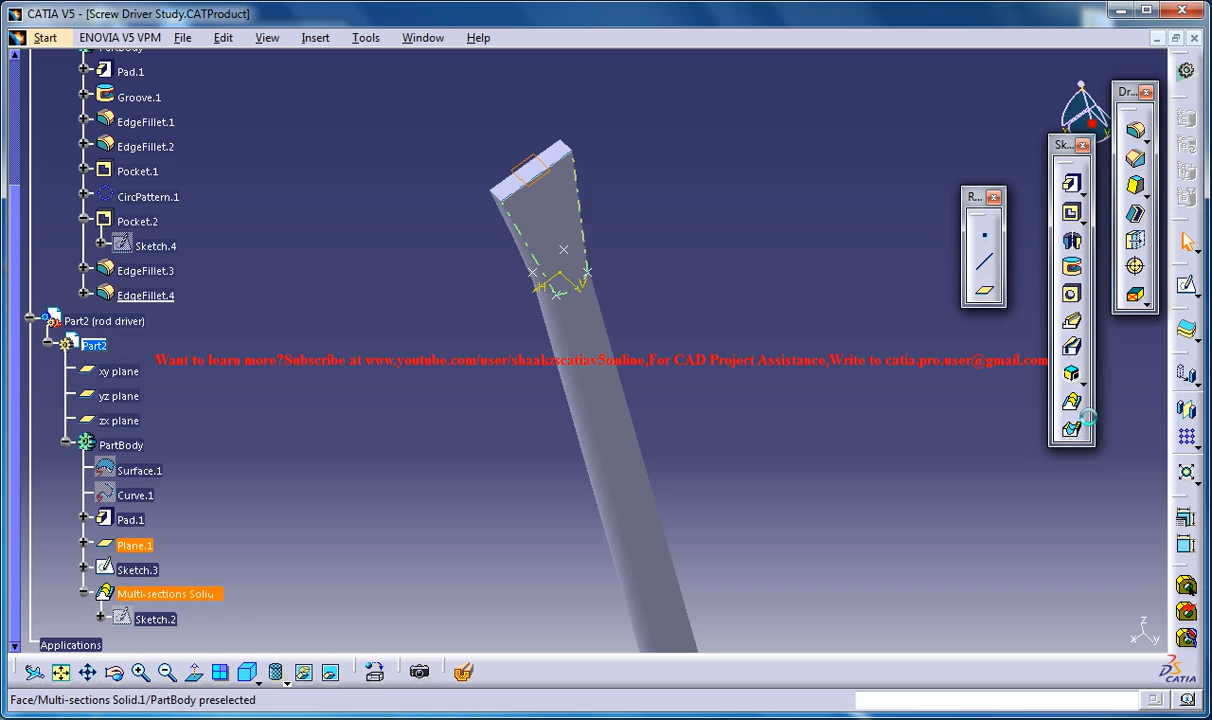 CATIA V5 - [Screw Driver Study.CATProduct]
Start ENOVIA V5 VPM File Edit View Insert Tools Window Help
Pad.1
Groove.1
EdgeFillet.1
EdgeFillet.2
Pocket.1
CircPattern.1
Pocket.2
Sketch.4
EdgeFillet.3
EdgeFillet.4
Part2 (rod driver)
Part2
xy plane
yz plane
zx plane
PartBody
Surface.1
Curve.1
Pad.1
Plane.1
Sketch.3
Multi-sections Solid
Sketch.2
Applications
Want to learn more?Subscribe at www.youtube.com/user/shaakzscatiav5online,For CAD Project Assistance,Write to catia.pro.user@gmail.com
H
V
R...
Sk...
Dr...
z
x
y
CATIA
Face/Multi-sections Solid.1/PartBody preselected